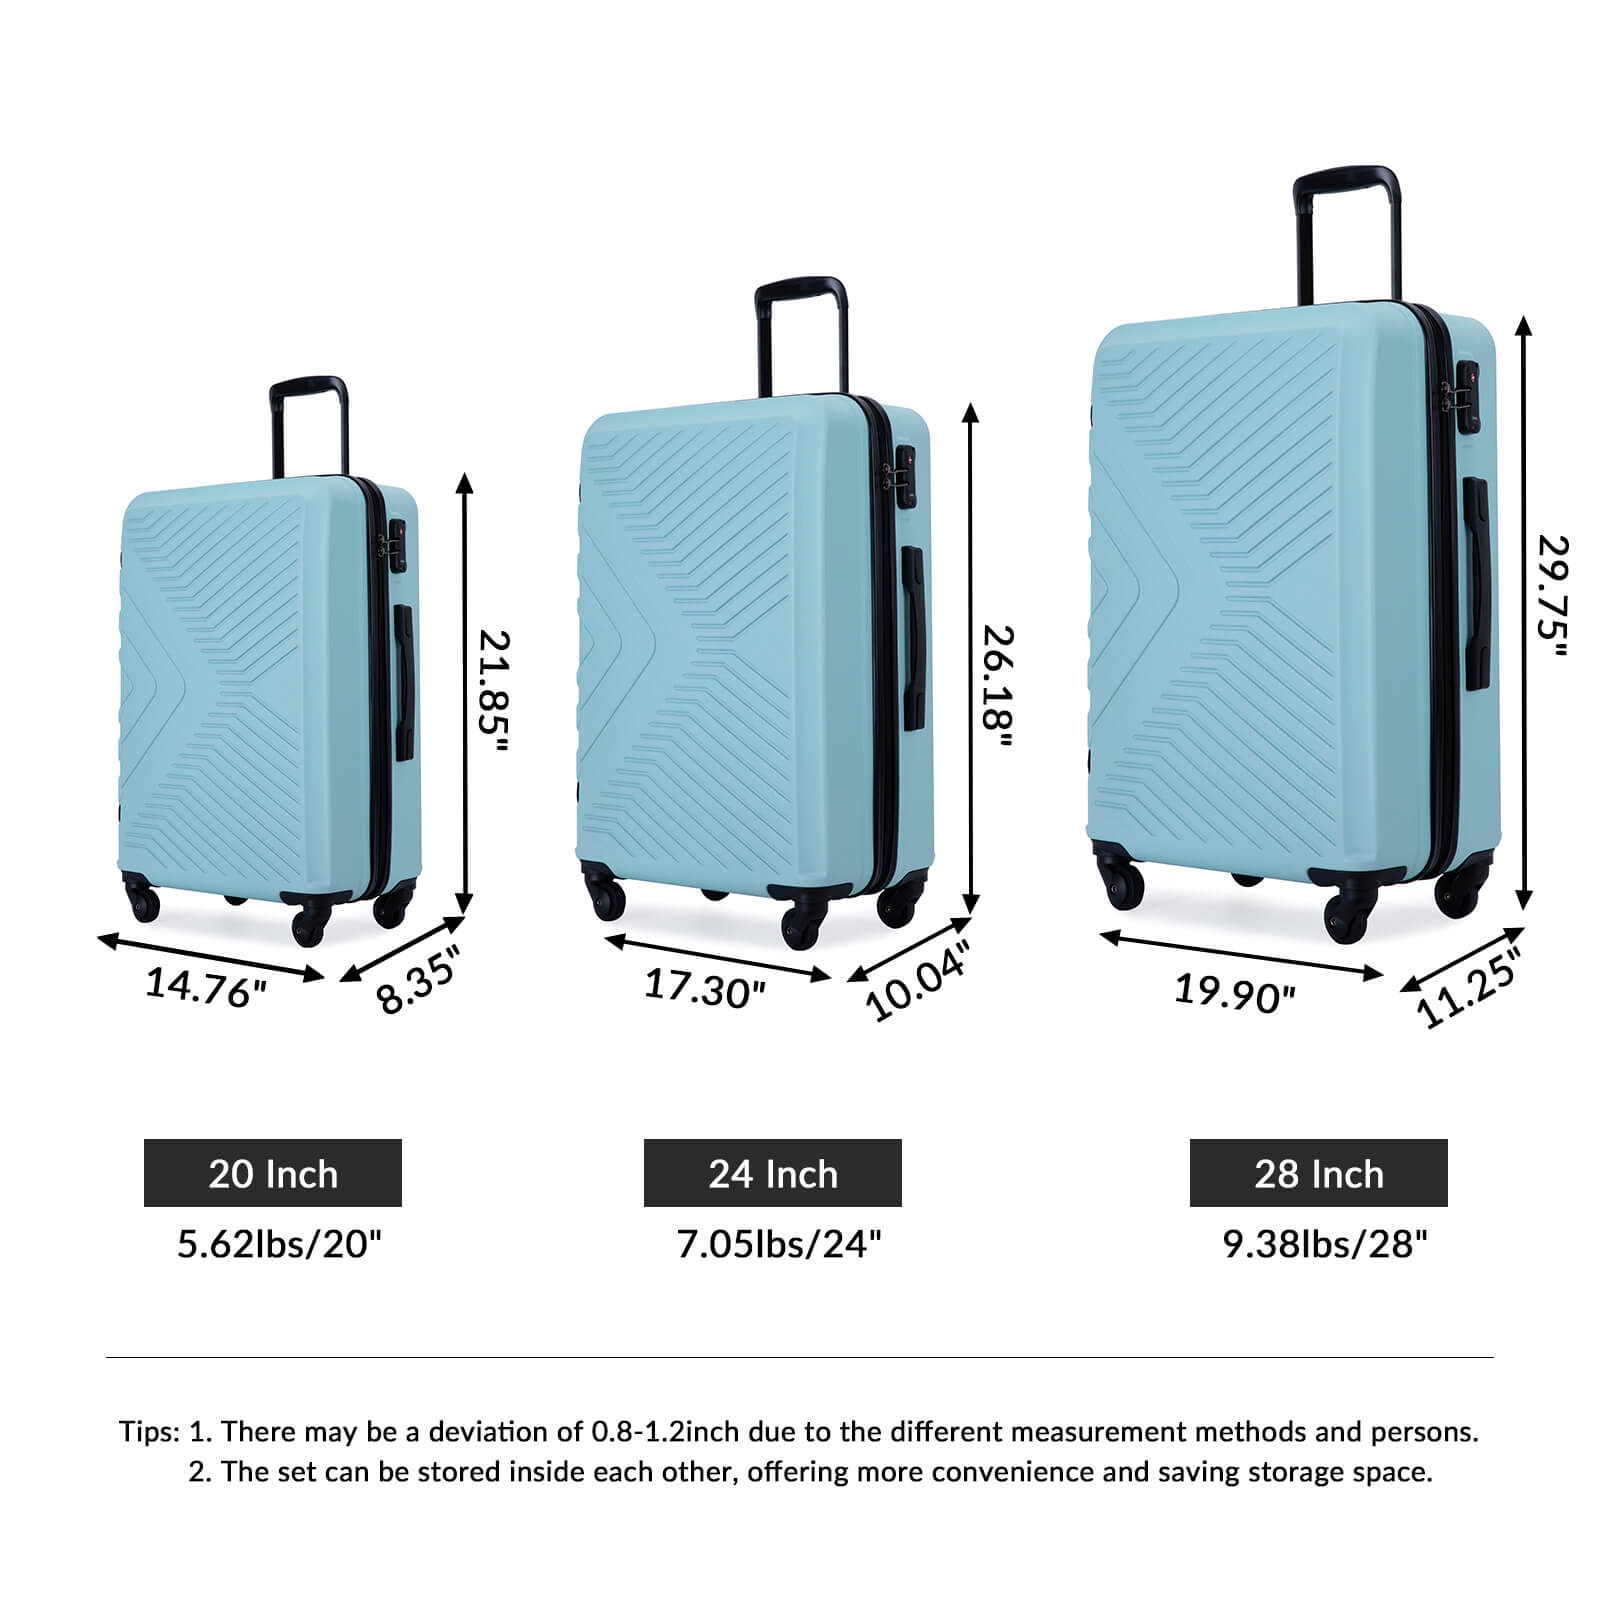 21.85"
14.76"
8.35"
26.18"
17.30"
10.04"
29.75"
19.90"
11.25"
20 Inch
24 Inch
28 Inch
5.62lbs/20"
7.05lbs/24"
9.38lbs/28"
Tips: 1. There may be a deviation of 0.8-1.2inch due to the different measurement methods and persons.
2. The set can be stored inside each other, offering more convenience and saving storage space.